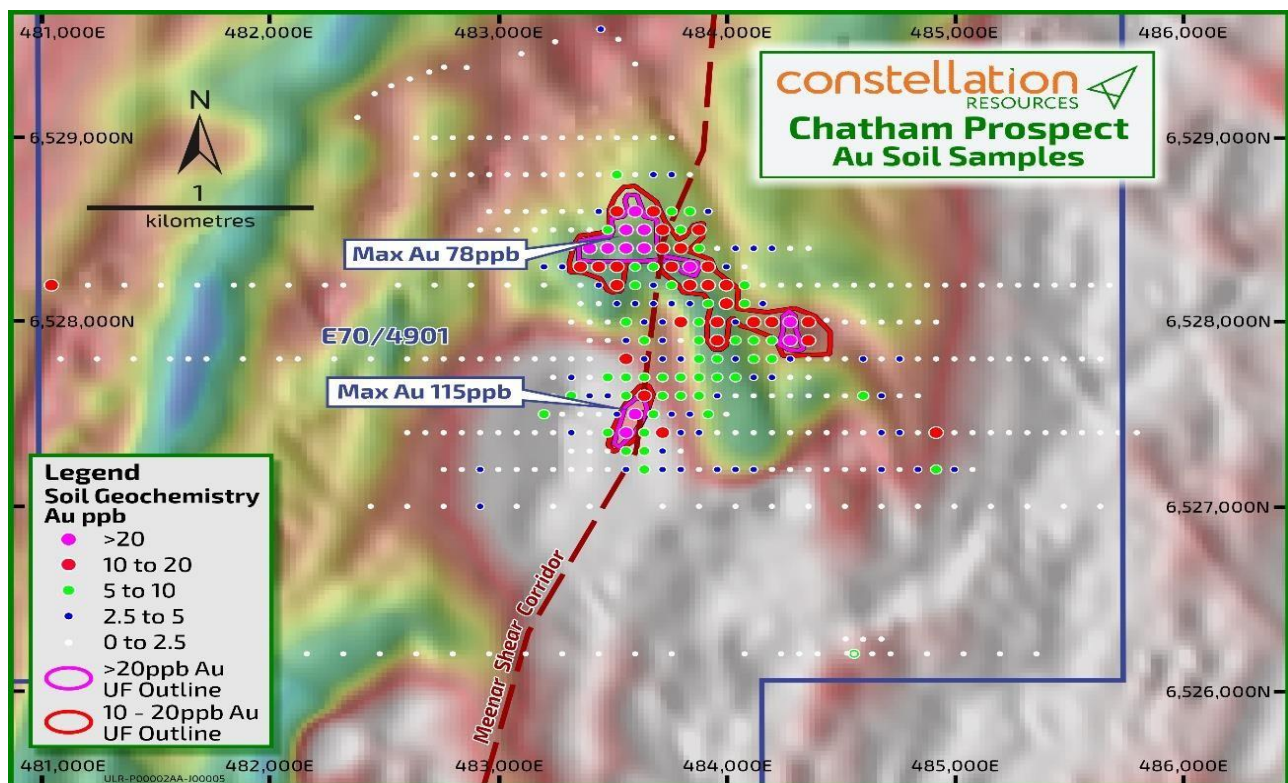 481,000E 482,000E 483,000E 484,000E 485,000E 486,000E
constellation
RESOURCES
Chatham Prospect
Au Soil Samples
N
1
kilometres
6,529,000N 6,529,000N
Max Au 78ppb
6,528,000N 6,528,000N
E70/4901
Max Au 115ppb
Legend
Soil Geochemistry
Au ppb
>20
10 to 20
5 to 10
2.5 to 5
0 to 2.5
>20ppb Au
UF Outline
10 - 20ppb Au
UF Outline
6,527,000N
Meenar Shear Corridor
6,526,000N
481,000E 482,000E 483,000E 484,000E 485,000E 486,000E
ULR-P00002AA-J00005